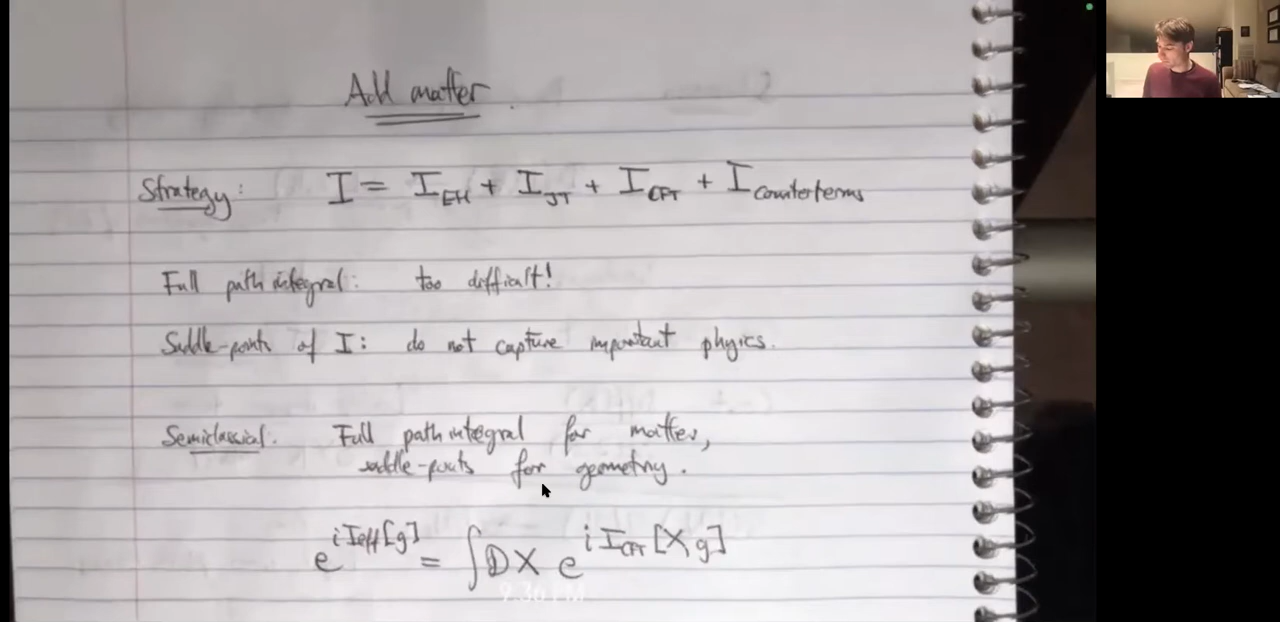 Add matter
Strategy: I = I_EH + I_JT + I_CFT + I_counterterms
Full path integral: too difficult!
Saddle-points of I: do not capture important physics.
Semiclassical. Full path integral for matter,
saddle-points for geometry.
e^{i I_eff[g]} = ∫DX e^{i I_CFT[X, g]}